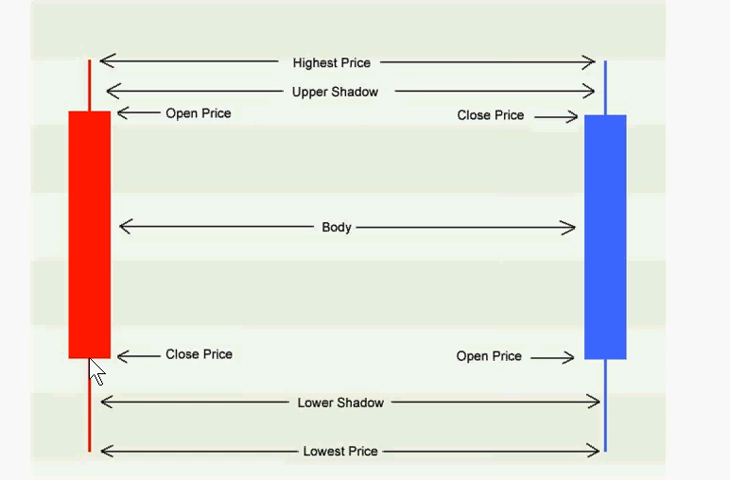 Highest Price
Upper Shadow
Open Price
Close Price
Body
Close Price
Open Price
Lower Shadow
Lowest Price